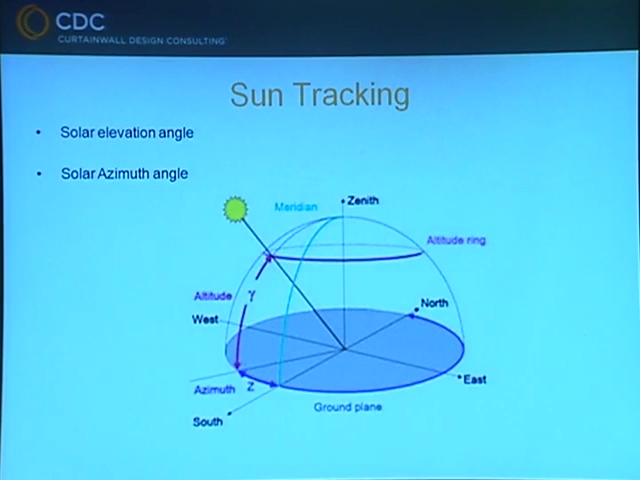 CDC
CURTAINWALL DESIGN CONSULTING
Sun Tracking
• Solar elevation angle
• Solar Azimuth angle
Meridian
Zenith
Altitude ring
Altitude γ
North
West
East
Azimuth Z
Ground plane
South